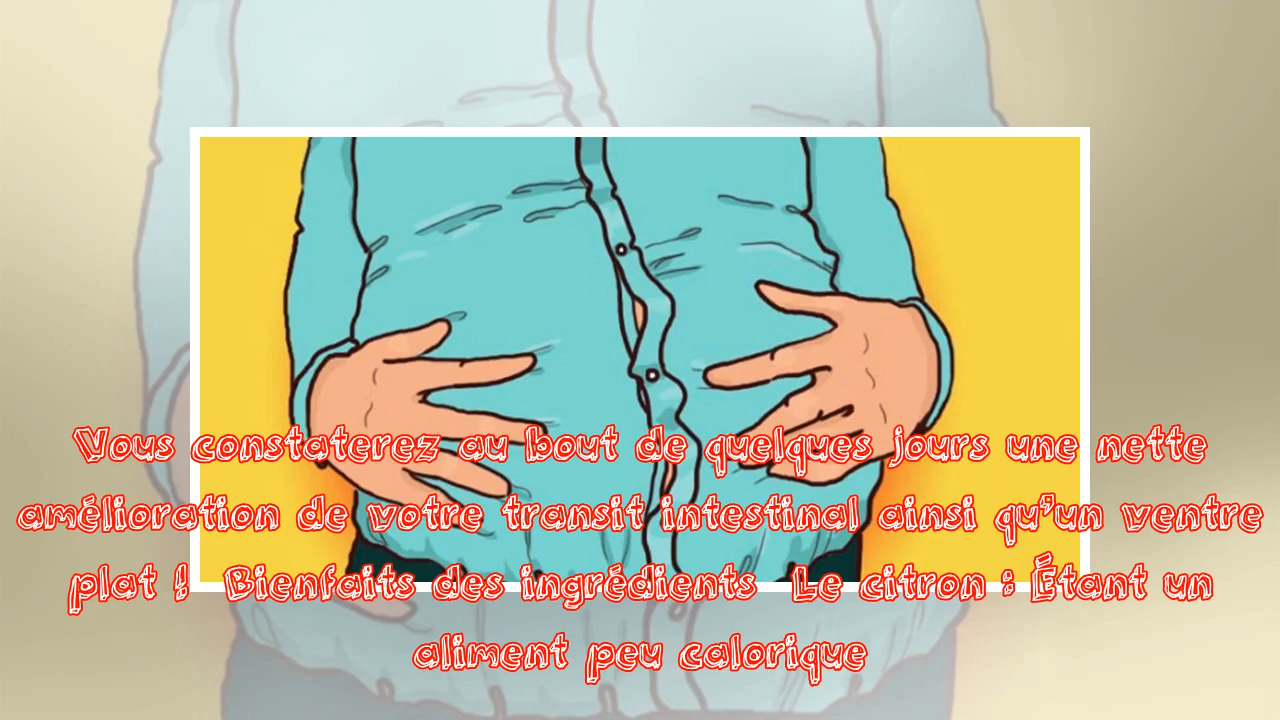 Vous constaterez au bout de quelques jours une nette
amélioration de votre transit intestinal ainsi qu'un ventre
plat ! Bienfaits des ingrédients Le citron : Étant un
aliment peu calorique